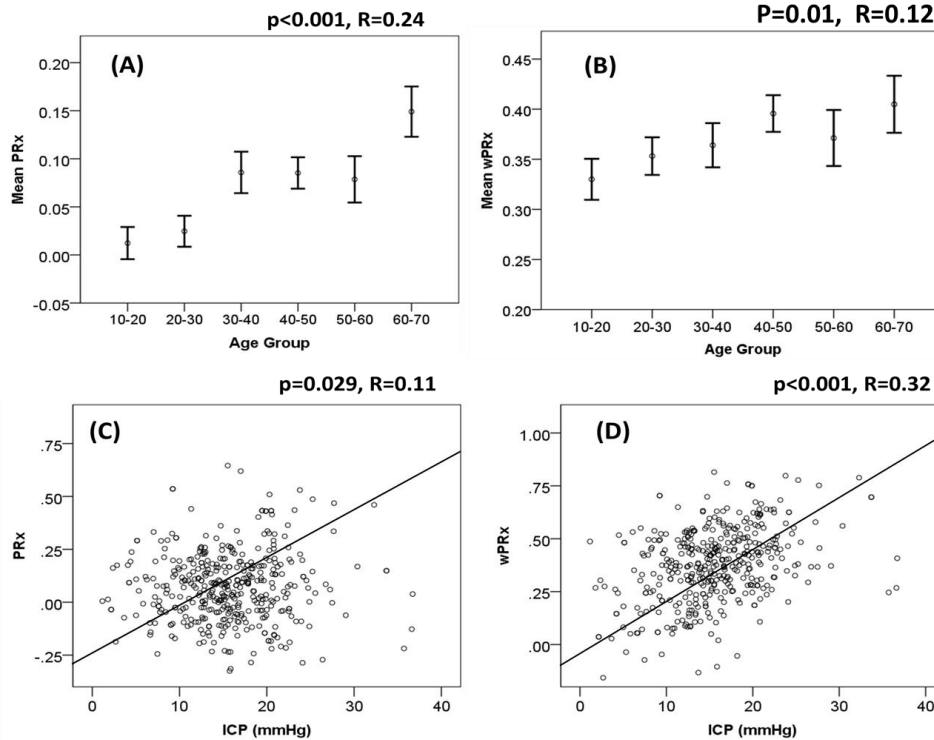 p<0.001, R=0.24
(A)
Mean PRx
0.20
0.15
0.10
0.05
0.00
-0.05
10-20 20-30 30-40 40-50 50-60 60-70
Age Group
P=0.01, R=0.12
(B)
Mean wPRx
0.45
0.40
0.35
0.30
0.25
0.20
10-20 20-30 30-40 40-50 50-60 60-70
Age Group
p=0.029, R=0.11
(C)
PRx
.75
.50
.25
.00
-.25
0 10 20 30 40
ICP (mmHg)
p<0.001, R=0.32
(D)
wPRx
1.00
.75
.50
.25
.00
0 10 20 30 40
ICP (mmHg)